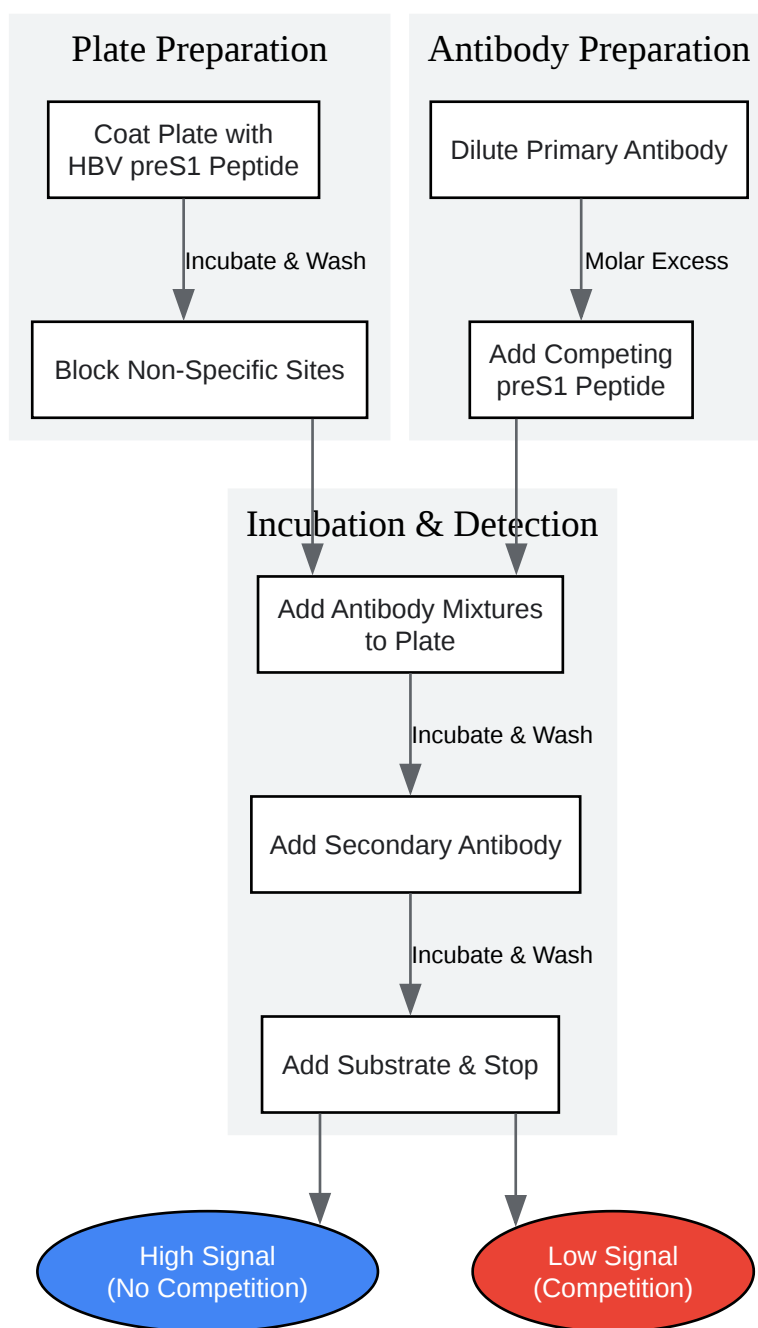 Plate Preparation
Coat Plate with
HBV preS1 Peptide
Incubate & Wash
Block Non-Specific Sites
Antibody Preparation
Dilute Primary Antibody
Molar Excess
Add Competing
preS1 Peptide
Incubation & Detection
Add Antibody Mixtures
to Plate
Incubate & Wash
Add Secondary Antibody
Incubate & Wash
Add Substrate & Stop
High Signal
(No Competition)
Low Signal
(Competition)